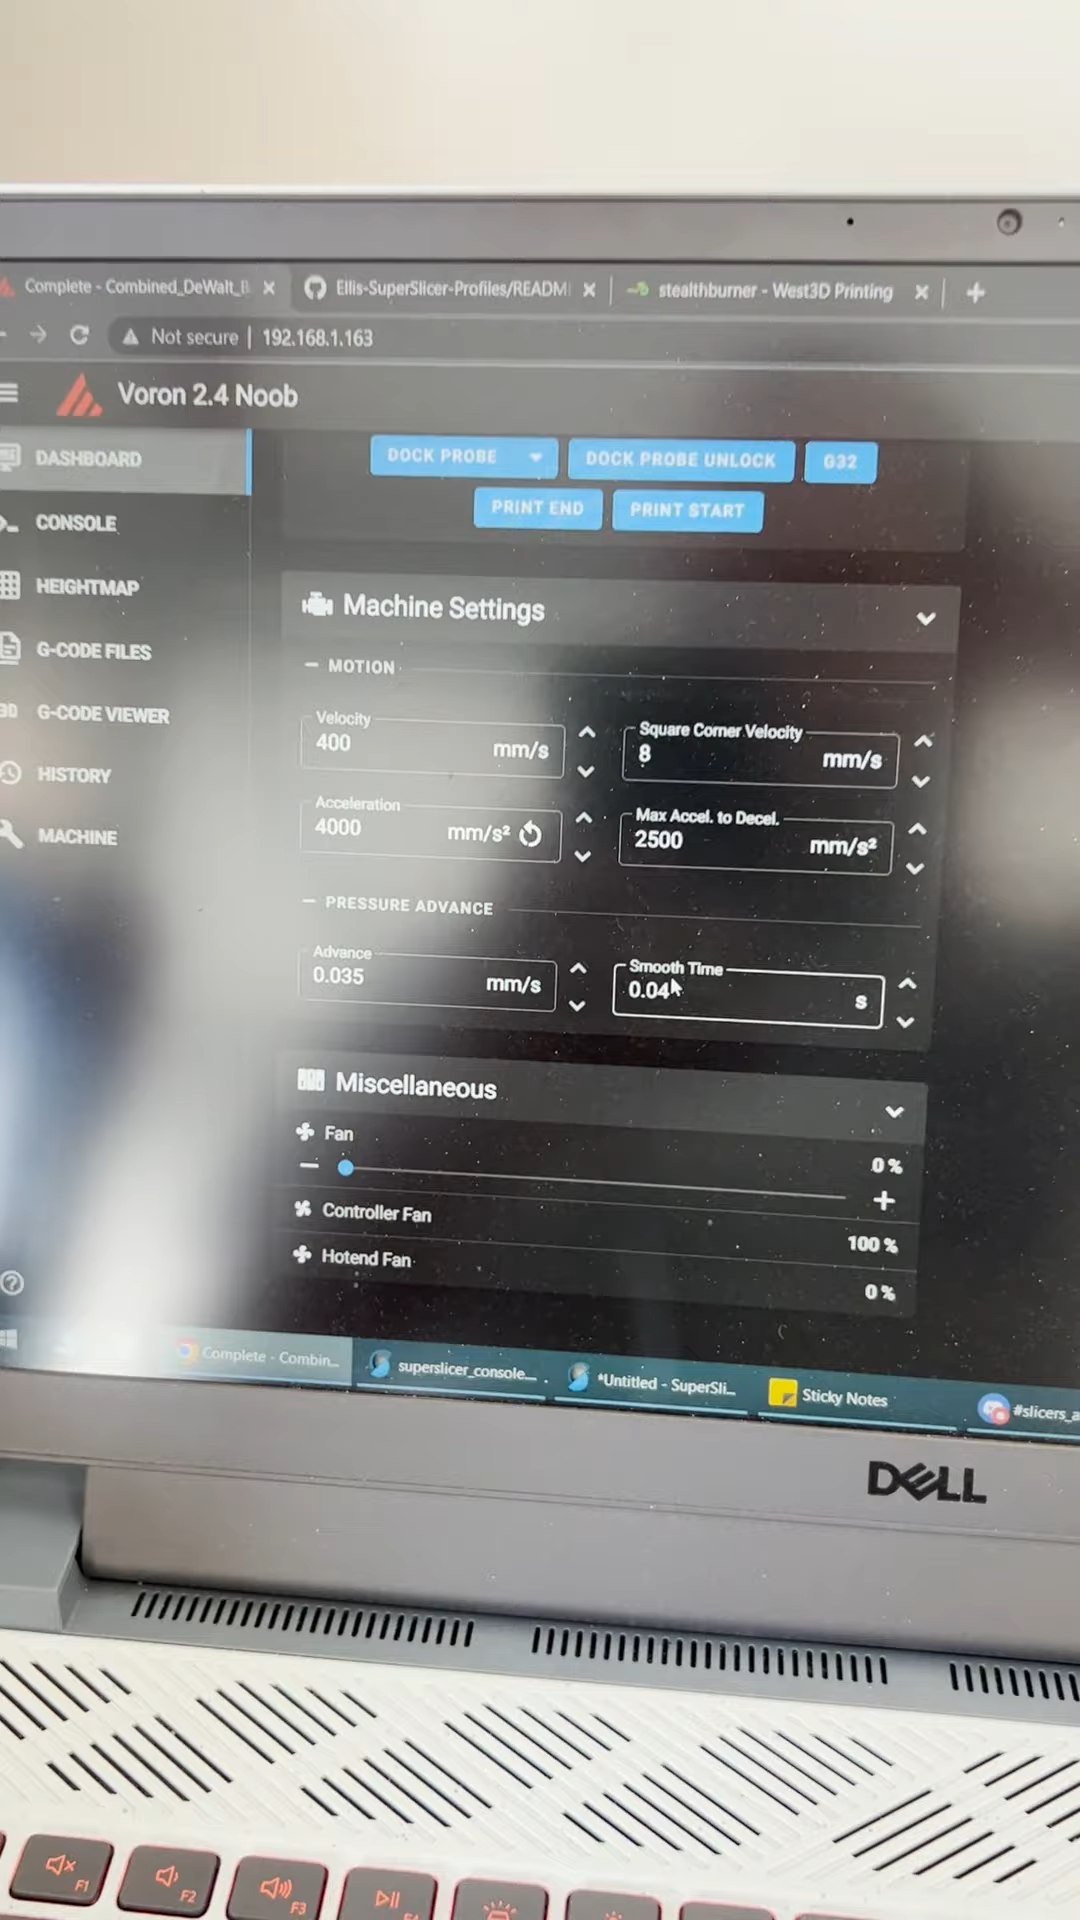 Complete - Combined_DeWalt_B
Ellis-SuperSlicer-Profiles/READM
stealthburner - West3D Printing
Not secure | 192.168.1.163
Voron 2.4 Noob
DASHBOARD
CONSOLE
HEIGHTMAP
G-CODE FILES
3D G-CODE VIEWER
HISTORY
MACHINE
DOCK PROBE
DOCK PROBE UNLOCK
G32
PRINT END
PRINT START
Machine Settings
MOTION
Velocity
400 mm/s
Square Corner Velocity
8 mm/s
Acceleration
4000 mm/s²
Max Accel. to Decel.
2500 mm/s²
PRESSURE ADVANCE
Advance
0.035 mm/s
Smooth Time
0.04 s
Miscellaneous
Fan
0 %
Controller Fan
100 %
Hotend Fan
0 %
Complete - Combin...
superslicer_console...
*Untitled - SuperSli...
Sticky Notes
#slicers_a
DELL
F1
F2
F3